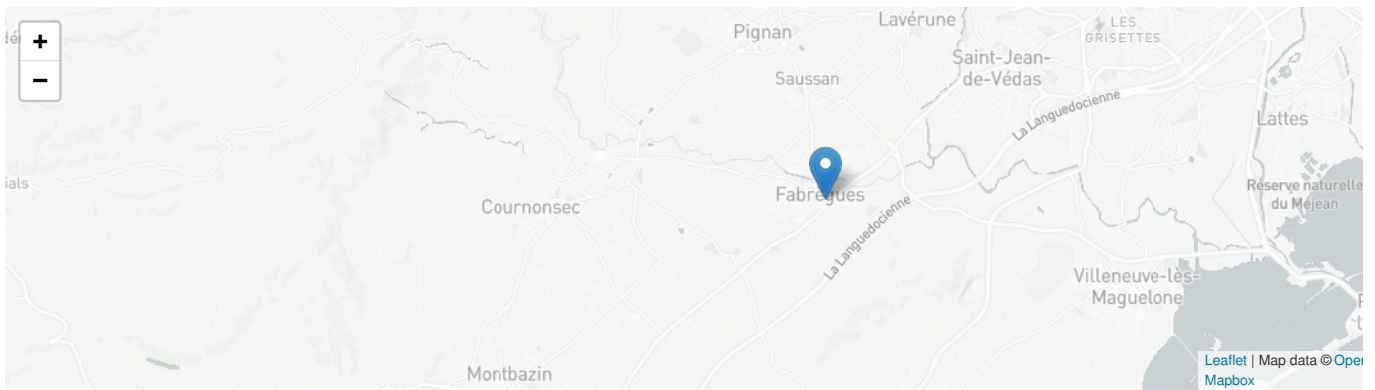 +
−
Pignan
Lavérune
LES
GRISETTES
Saint-Jean-
de-Védas
Saussan
La Languedocienne
Lattes
ials
Fabrègues
Réserve naturelle
du Méjean
Cournonsec
La Languedocienne
Villeneuve-lès-
Maguelone
Montbazin
Leaflet | Map data © Open
Mapbox